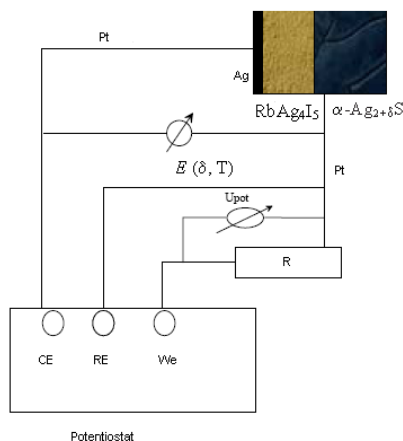 Pt
Ag
RbAg₄I₅ α-Ag₂₊δS
E (δ, T)
Pt
Upot
R
CE RE We
Potentiostat